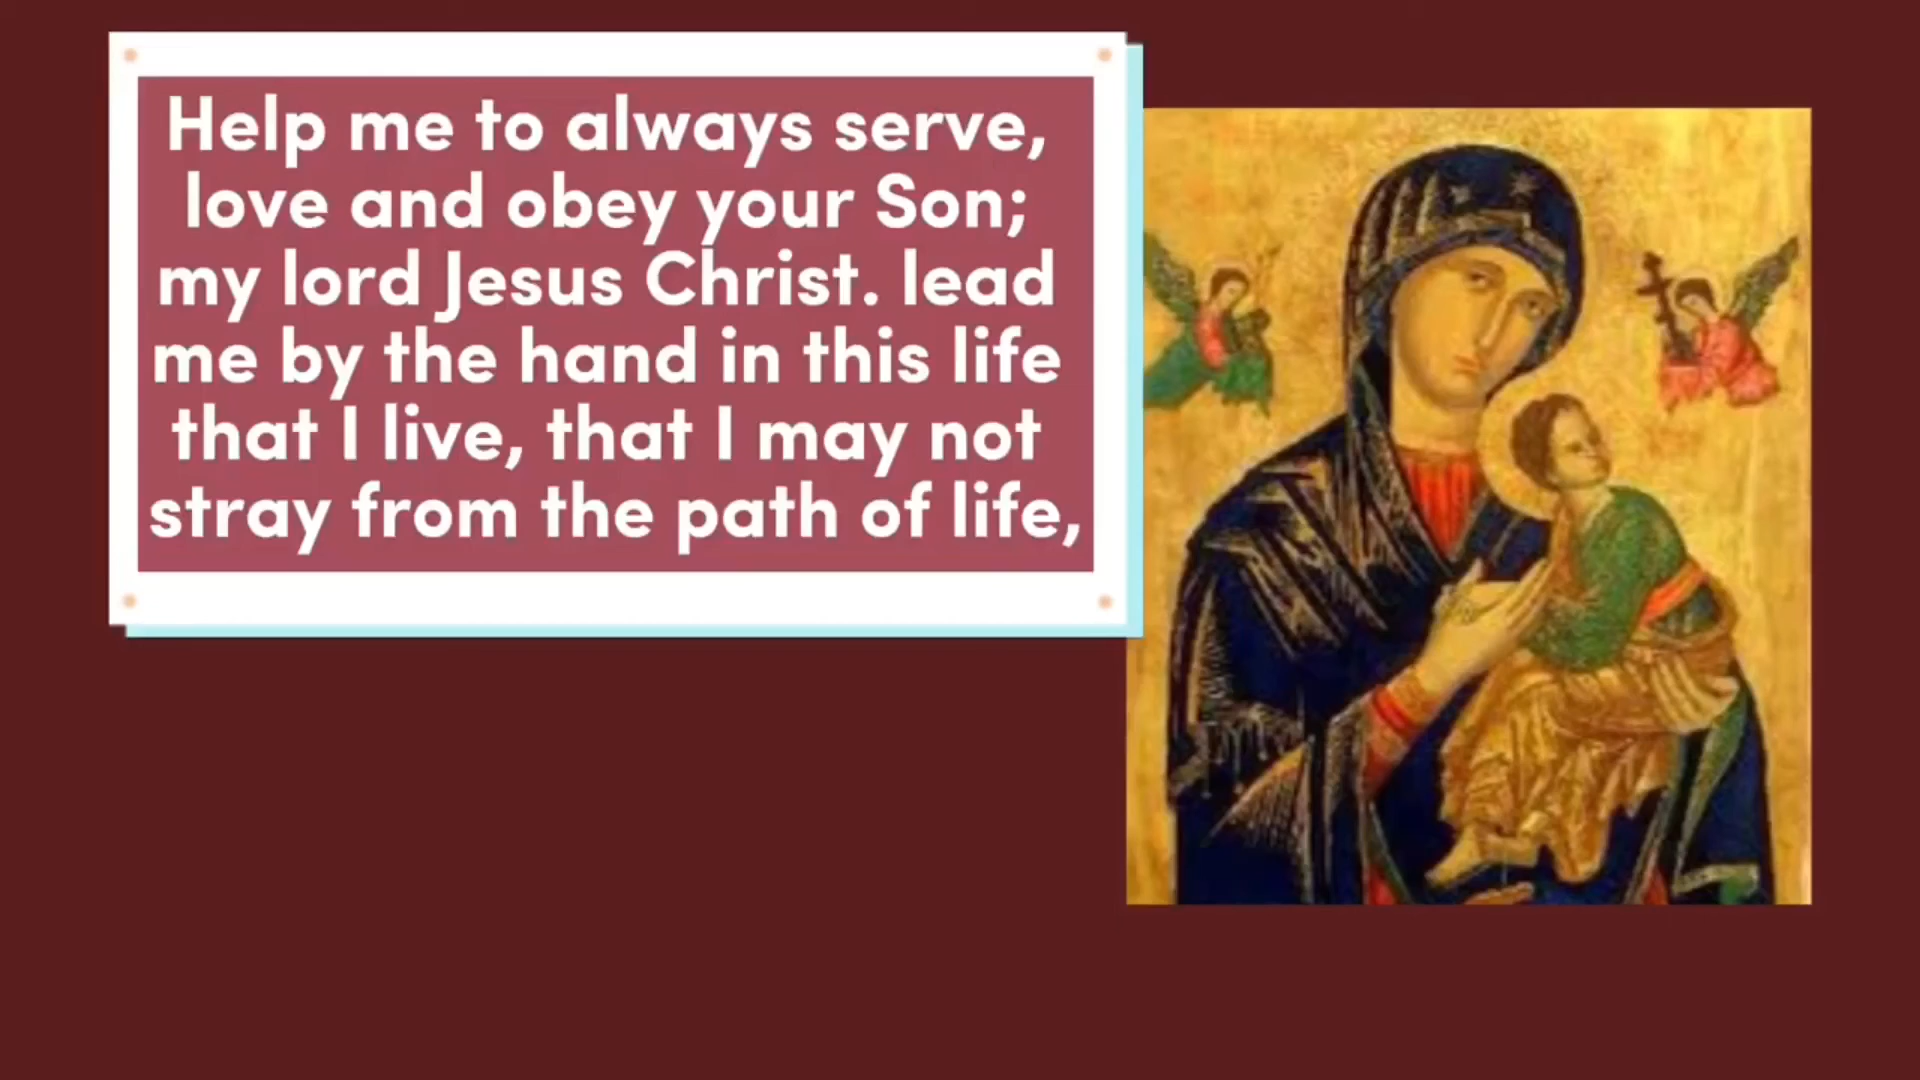 Help me to always serve,
love and obey your Son;
my lord Jesus Christ. lead
me by the hand in this life
that I live, that I may not
stray from the path of life,